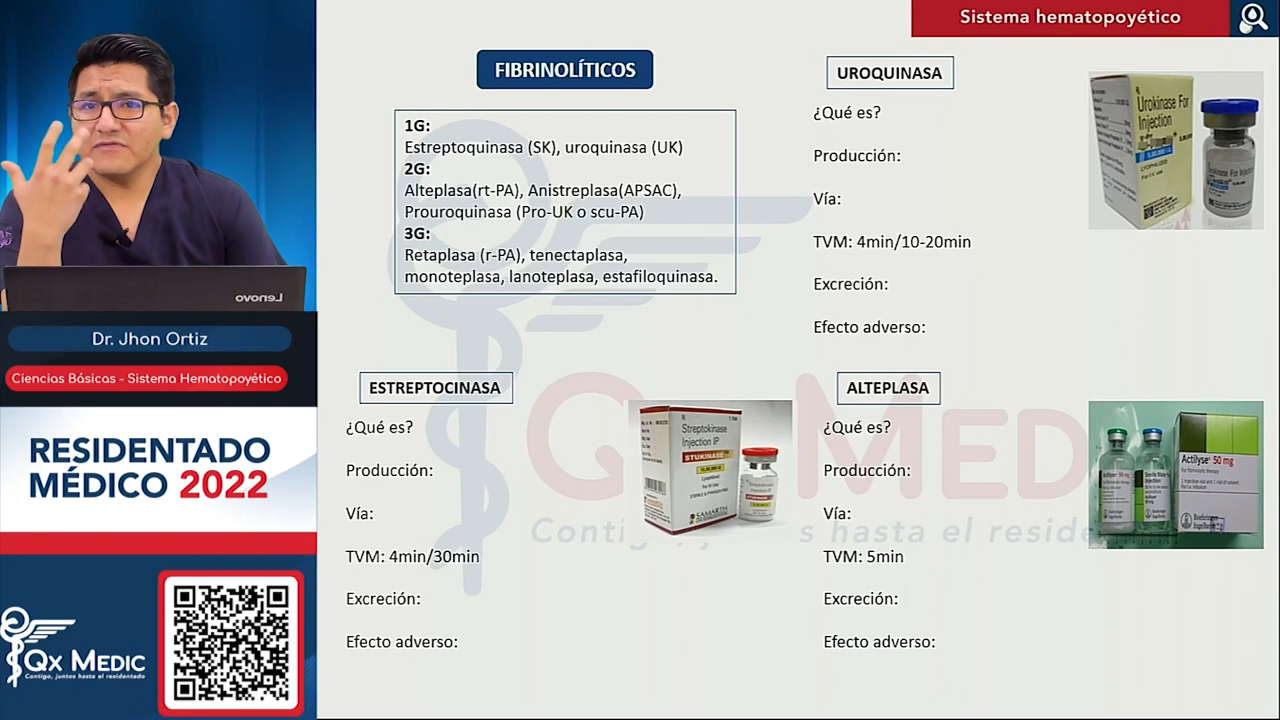 Sistema hematopoyético
FIBRINOLÍTICOS
1G:
Estreptoquinasa (SK), uroquinasa (UK)
2G:
Alteplasa(rt-PA), Anistreplasa(APSAC),
Prouroquinasa (Pro-UK o scu-PA)
3G:
Retaplasa (r-PA), tenectaplasa,
monoteplasa, lanoteplasa, estafiloquinasa.
UROQUINASA
¿Qué es?
Producción:
Vía:
TVM: 4min/10-20min
Excreción:
Efecto adverso:
Urokinase For
Injection
ESTREPTOCINASA
¿Qué es?
Producción:
Vía:
TVM: 4min/30min
Excreción:
Efecto adverso:
Streptokinase
Injection IP
STUKINASE
SAMARTH
ALTEPLASA
¿Qué es?
Producción:
Vía:
TVM: 5min
Excreción:
Efecto adverso:
Actilyse 50 mg
Lenovo
Dr. Jhon Ortiz
Ciencias Básicas - Sistema Hematopoyético
RESIDENTADO
MÉDICO 2022
QX MEDIC
Contigo, juntos hasta el residentado
QX MED